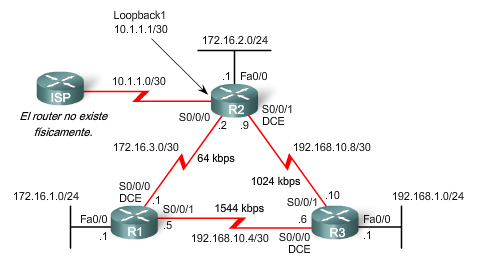 Loopback1
10.1.1.1/30
172.16.2.0/24
.1
Fa0/0
10.1.1.0/30
ISP
R2
El router no existe
físicamente.
S0/0/0
.2
.9
S0/0/1
DCE
172.16.3.0/30
64 kbps
192.168.10.8/30
1024 kbps
172.16.1.0/24
S0/0/0
DCE
.1
S0/0/1
1544 kbps
S0/0/1
.10
192.168.1.0/24
Fa0/0
.1
R1
.5
192.168.10.4/30
.6
S0/0/0
DCE
R3
Fa0/0
.1